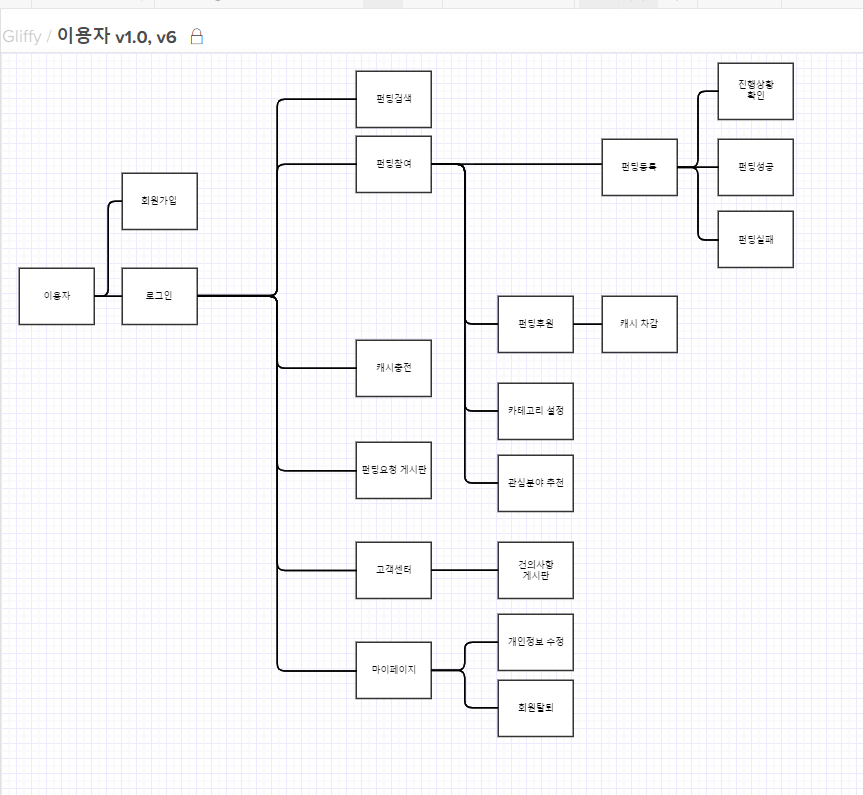 Gliffy / 이용자 v1.0, v6
펀딩검색
진행상황
확인
펀딩참여
펀딩등록
펀딩성공
회원가입
펀딩실패
이용자
로그인
펀딩후원
캐시 차감
캐시충전
카테고리 설정
펀딩요청 게시판
관심분야 추천
고객센터
건의사항
게시판
개인정보 수정
마이페이지
회원탈퇴